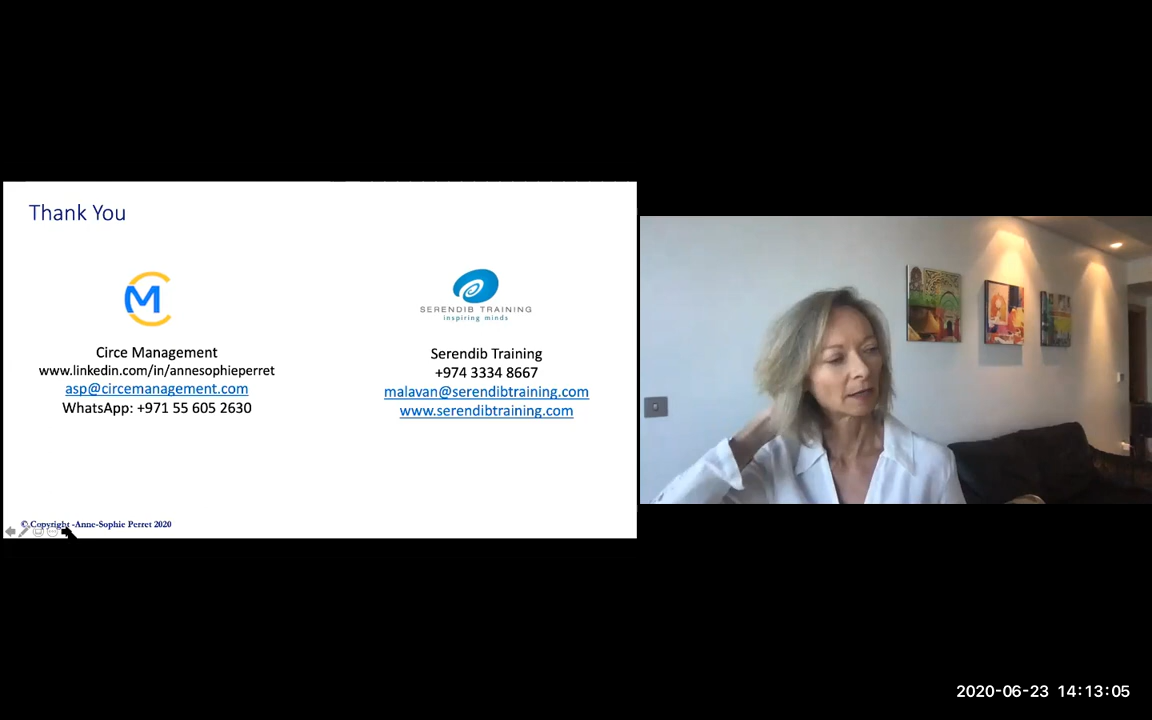 Thank You
M
Circe Management
www.linkedin.com/in/annesophieperret
asp@circemanagement.com
WhatsApp: +971 55 605 2630
SERENDIB TRAINING
inspiring minds
Serendib Training
+974 3334 8667
malavan@serendibtraining.com
www.serendibtraining.com
© Copyright -Anne-Sophie Perret 2020
2020-06-23 14:13:05